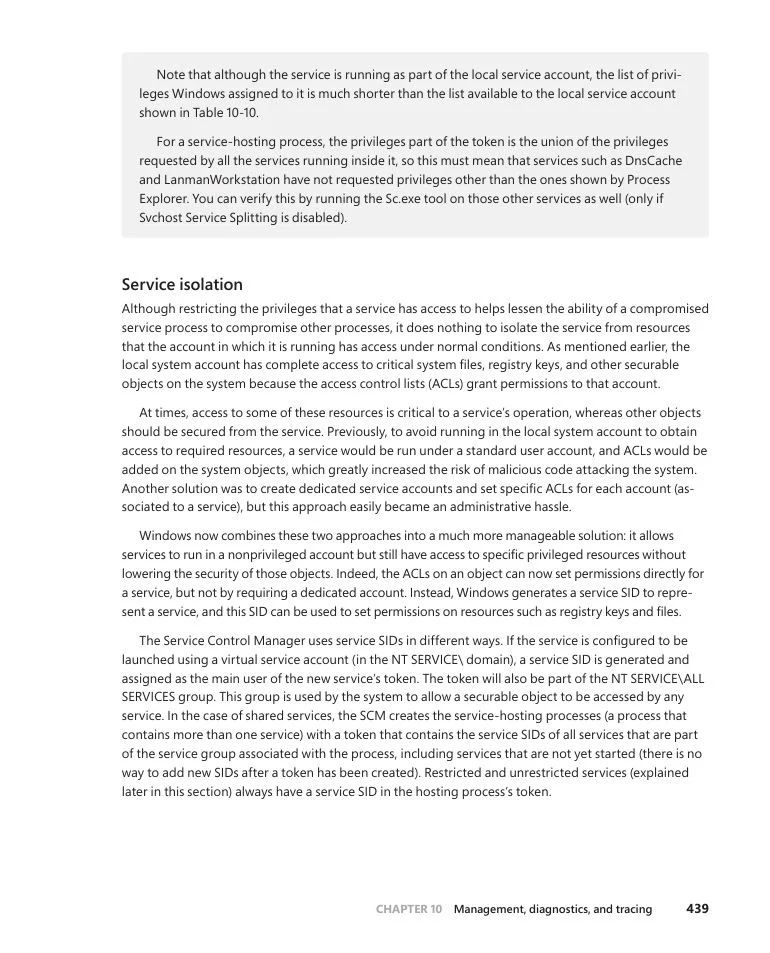 Note that although the service is running as part of the local service account, the list of privi-
leges Windows assigned to it is much shorter than the list available to the local service account
shown in Table 10-10.
For a service-hosting process, the privileges part of the token is the union of the privileges
requested by all the services running inside it, so this must mean that services such as DnsCache
and LanmanWorkstation have not requested privileges other than the ones shown by Process
Explorer. You can verify this by running the Sc.exe tool on those other services as well (only if
Svchost Service Splitting is disabled).
Service isolation
Although restricting the privileges that a service has access to helps lessen the ability of a compromised
service process to compromise other processes, it does nothing to isolate the service from resources
that the account in which it is running has access under normal conditions. As mentioned earlier, the
local system account has complete access to critical system files, registry keys, and other securable
objects on the system because the access control lists (ACLs) grant permissions to that account.
At times, access to some of these resources is critical to a service's operation, whereas other objects
should be secured from the service. Previously, to avoid running in the local system account to obtain
access to required resources, a service would be run under a standard user account, and ACLs would be
added on the system objects, which greatly increased the risk of malicious code attacking the system.
Another solution was to create dedicated service accounts and set specific ACLs for each account (as-
sociated to a service), but this approach easily became an administrative hassle.
Windows now combines these two approaches into a much more manageable solution: it allows
services to run in a nonprivileged account but still have access to specific privileged resources without
lowering the security of those objects. Indeed, the ACLs on an object can now set permissions directly for
a service, but not by requiring a dedicated account. Instead, Windows generates a service SID to repre-
sent a service, and this SID can be used to set permissions on resources such as registry keys and files.
The Service Control Manager uses service SIDs in different ways. If the service is configured to be
launched using a virtual service account (in the NT SERVICE\ domain), a service SID is generated and
assigned as the main user of the new service's token. The token will also be part of the NT SERVICE\ALL
SERVICES group. This group is used by the system to allow a securable object to be accessed by any
service. In the case of shared services, the SCM creates the service-hosting processes (a process that
contains more than one service) with a token that contains the service SIDs of all services that are part
of the service group associated with the process, including services that are not yet started (there is no
way to add new SIDs after a token has been created). Restricted and unrestricted services (explained
later in this section) always have a service SID in the hosting process's token.
CHAPTER 10 Management, diagnostics, and tracing 439